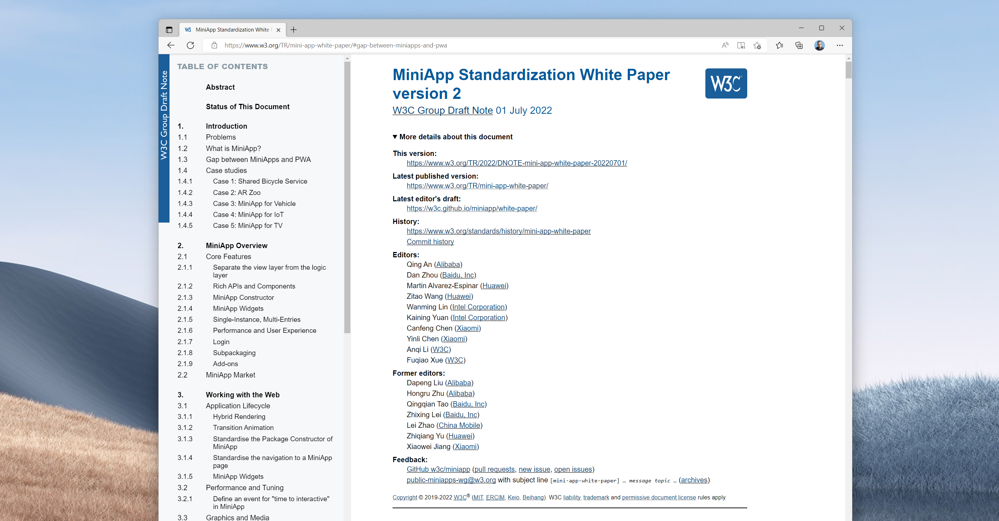 MiniApp Standardization White P
https://www.w3.org/TR/mini-app-white-paper/#gap-between-miniapps-and-pwa
W3C Group Draft Note
TABLE OF CONTENTS
Abstract
Status of This Document
1. Introduction
1.1 Problems
1.2 What is MiniApp?
1.3 Gap between MiniApps and PWA
1.4 Case studies
1.4.1 Case 1: Shared Bicycle Service
1.4.2 Case 2: AR Zoo
1.4.3 Case 3: MiniApp for Vehicle
1.4.4 Case 4: MiniApp for IoT
1.4.5 Case 5: MiniApp for TV
2. MiniApp Overview
2.1 Core Features
2.1.1 Separate the view layer from the logic
layer
2.1.2 Rich APIs and Components
2.1.3 MiniApp Constructor
2.1.4 MiniApp Widgets
2.1.5 Single-Instance, Multi-Entries
2.1.6 Performance and User Experience
2.1.7 Login
2.1.8 Subpackaging
2.1.9 Add-ons
2.2 MiniApp Market
3. Working with the Web
3.1 Application Lifecycle
3.1.1 Hybrid Rendering
3.1.2 Transition Animation
3.1.3 Standardise the Package Constructor of
MiniApp
3.1.4 Standardise the navigation to a MiniApp
page
3.1.5 MiniApp Widgets
3.2 Performance and Tuning
3.2.1 Define an event for "time to interactive"
in MiniApp
3.3 Graphics and Media
MiniApp Standardization White Paper
version 2
W3C
W3C Group Draft Note 01 July 2022
▼ More details about this document
This version:
https://www.w3.org/TR/2022/DNOTE-mini-app-white-paper-20220701/
Latest published version:
https://www.w3.org/TR/mini-app-white-paper/
Latest editor's draft:
https://w3c.github.io/miniapp/white-paper/
History:
https://www.w3.org/standards/history/mini-app-white-paper
Commit history
Editors:
Qing An (Alibaba)
Dan Zhou (Baidu, Inc)
Martin Alvarez-Espinar (Huawei)
Zitao Wang (Huawei)
Wanming Lin (Intel Corporation)
Kaining Yuan (Intel Corporation)
Canfeng Chen (Xiaomi)
Yinli Chen (Xiaomi)
Anqi Li (W3C)
Fuqiao Xue (W3C)
Former editors:
Dapeng Liu (Alibaba)
Hongru Zhu (Alibaba)
Qingqian Tao (Baidu, Inc)
Zhixing Lei (Baidu, Inc)
Lei Zhao (China Mobile)
Zhiqiang Yu (Huawei)
Xiaowei Jiang (Xiaomi)
Feedback:
GitHub w3c/miniapp (pull requests, new issue, open issues)
public-miniapps-wg@w3.org with subject line [mini-app-white-paper] … message topic … (archives)
Copyright © 2019-2022 W3C® (MIT, ERCIM, Keio, Beihang). W3C liability, trademark and permissive document license rules apply.